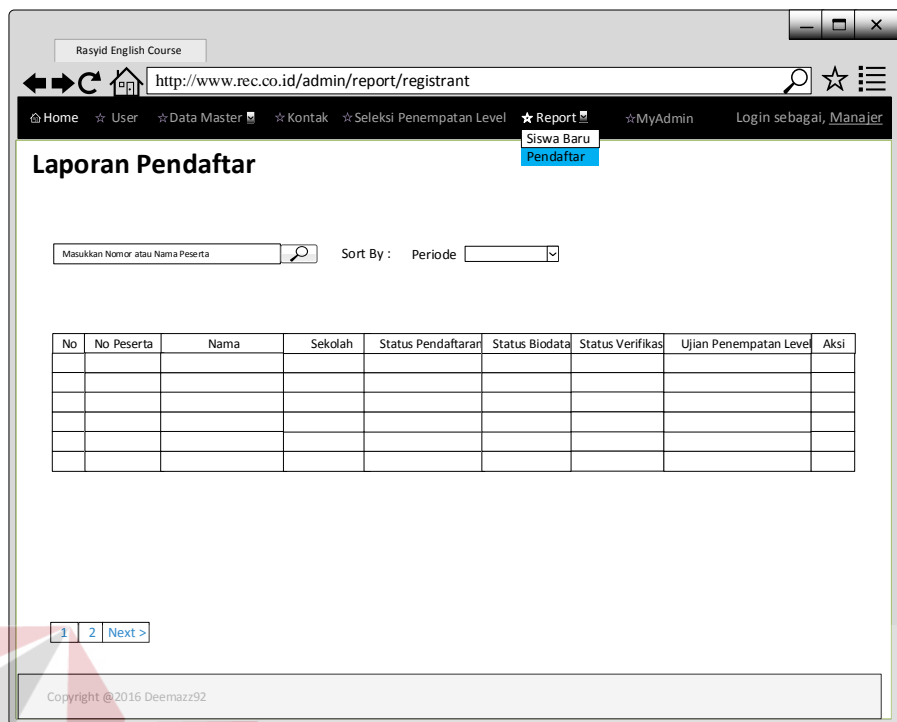 Rasyid English Course
http://www.rec.co.id/admin/report/registrant
Home User Data Master Kontak Seleksi Penempatan Level Report MyAdmin Login sebagai, Manajer
Siswa Baru
Pendaftar
Laporan Pendaftar
Masukkan Nomor atau Nama Peserta Sort By : Periode
No No Peserta Nama Sekolah Status Pendaftaran Status Biodata Status Verifikas Ujian Penempatan Level Aksi
1 2 Next >
Copyright @2016 Deemazz92